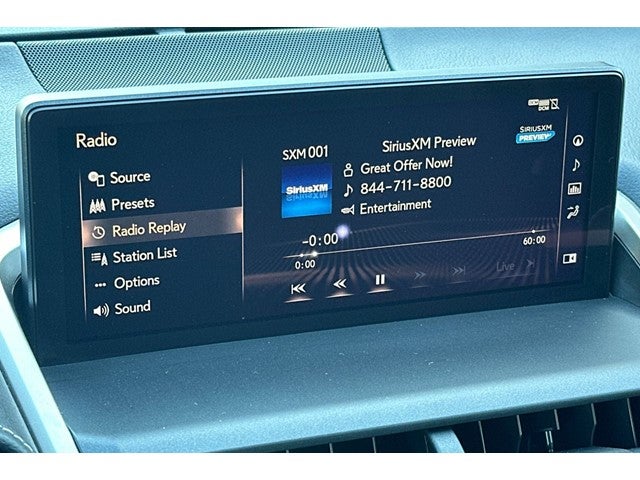 Radio
Source
Presets
Radio Replay
Station List
Options
Sound
SXM 001
SiriusXM Preview
SiriusXM
Great Offer Now!
844-711-8800
Entertainment
-0:00
0:00
60:00
Live
DCM
SIRIUSXM
PREVIEW